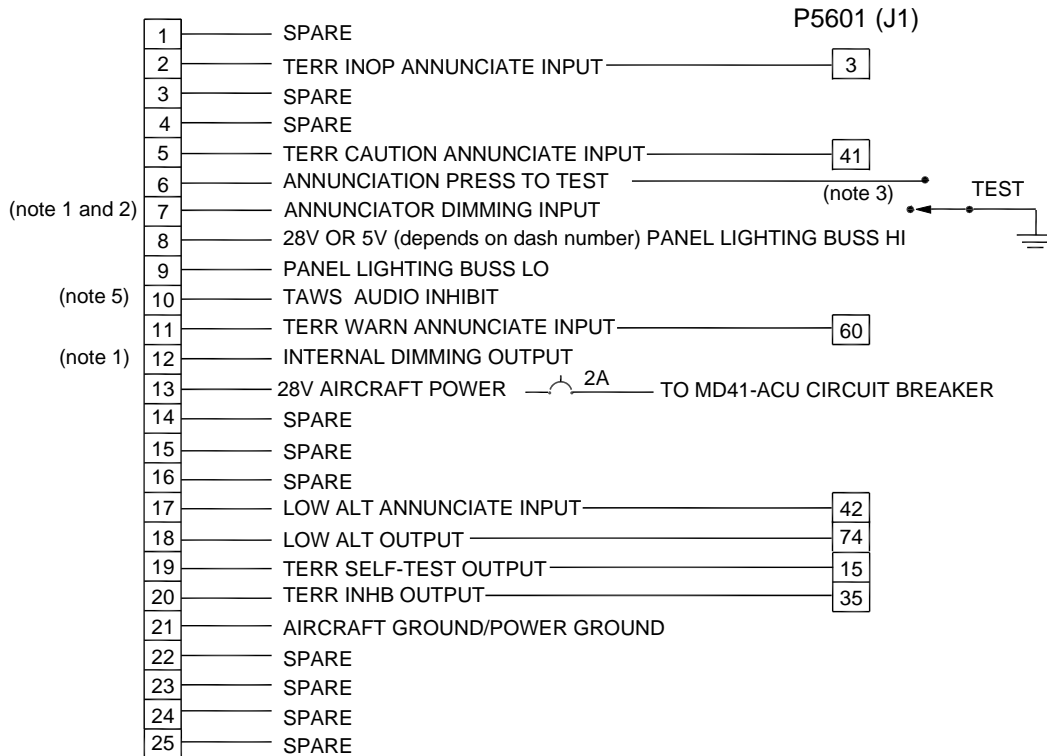 P5601 (J1)
1 SPARE
2 TERR INOP ANNUNCIATE INPUT 3
3 SPARE
4 SPARE
5 TERR CAUTION ANNUNCIATE INPUT 41
6 ANNUNCIATION PRESS TO TEST (note 3) TEST
(note 1 and 2) 7 ANNUNCIATOR DIMMING INPUT
8 28V OR 5V (depends on dash number) PANEL LIGHTING BUSS HI
9 PANEL LIGHTING BUSS LO
(note 5) 10 TAWS AUDIO INHIBIT
11 TERR WARN ANNUNCIATE INPUT 60
(note 1) 12 INTERNAL DIMMING OUTPUT
13 28V AIRCRAFT POWER 2A TO MD41-ACU CIRCUIT BREAKER
14 SPARE
15 SPARE
16 SPARE
17 LOW ALT ANNUNCIATE INPUT 42
18 LOW ALT OUTPUT 74
19 TERR SELF-TEST OUTPUT 15
20 TERR INHB OUTPUT 35
21 AIRCRAFT GROUND/POWER GROUND
22 SPARE
23 SPARE
24 SPARE
25 SPARE